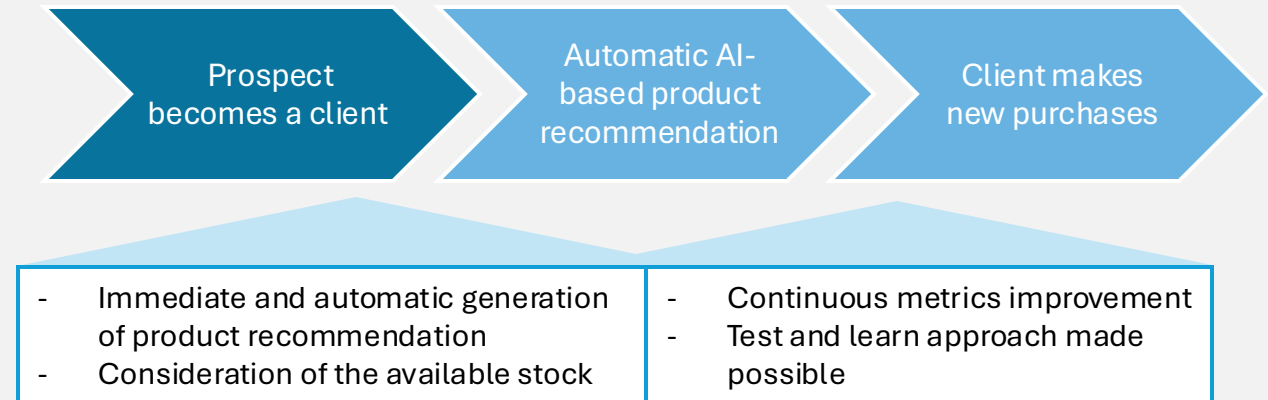 Prospect
becomes a client
Automatic AI-
based product
recommendation
Client makes
new purchases
- Immediate and automatic generation
of product recommendation
- Consideration of the available stock
- Continuous metrics improvement
- Test and learn approach made
possible